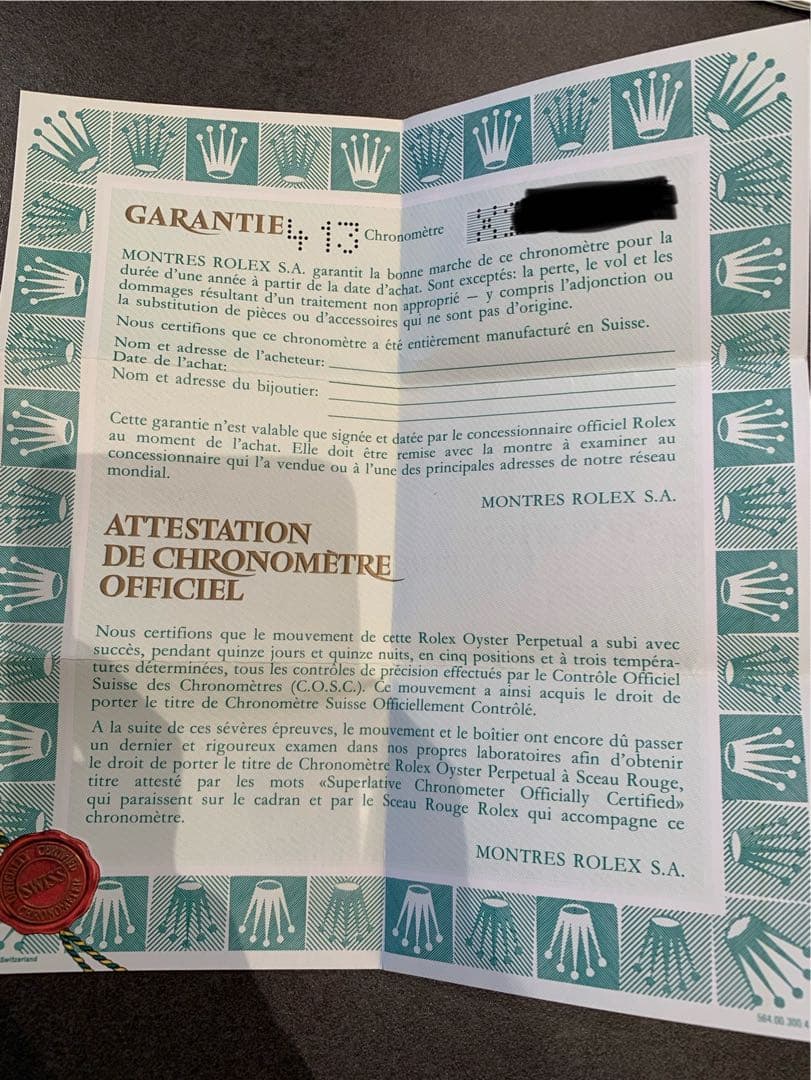 GARANTIE 4 13 Chronomètre
MONTRES ROLEX S.A. garantit la bonne marche de ce chronomètre pour la
durée d'une année à partir de la date d'achat. Sont exceptés: la perte, le vol et les
dommages résultant d'un traitement non approprié – y compris l'adjonction ou
la substitution de pièces ou d'accessoires qui ne sont pas d'origine.
Nous certifions que ce chronomètre a été entièrement manufacturé en Suisse.
Nom et adresse de l'acheteur:
Date de l'achat:
Nom et adresse du bijoutier:
Cette garantie n'est valable que signée et datée par le concessionnaire officiel Rolex
au moment de l'achat. Elle doit être remise avec la montre à examiner au
concessionnaire qui l'a vendue ou à l'une des principales adresses de notre réseau
mondial.
MONTRES ROLEX S.A.
ATTESTATION
DE CHRONOMÈTRE
OFFICIEL
Nous certifions que le mouvement de cette Rolex Oyster Perpetual a subi avec
succès, pendant quinze jours et quinze nuits, en cinq positions et à trois tempéra-
tures déterminées, tous les contrôles de précision effectués par le Contrôle Officiel
Suisse des Chronomètres (C.O.S.C.). Ce mouvement a ainsi acquis le droit de
porter le titre de Chronomètre Suisse Officiellement Contrôlé.
A la suite de ces sévères épreuves, le mouvement et le boîtier ont encore dû passer
un dernier et rigoureux examen dans nos propres laboratoires afin d'obtenir
le droit de porter le titre de Chronomètre Rolex Oyster Perpetual à Sceau Rouge,
titre attesté par les mots «Superlative Chronometer Officially Certified»
qui paraissent sur le cadran et par le Sceau Rouge Rolex qui accompagne ce
chronomètre.
MONTRES ROLEX S.A.
OFFICIALLY CERTIFIED
SWISS
CHRONOMETER
Switzerland
564.00.300.4